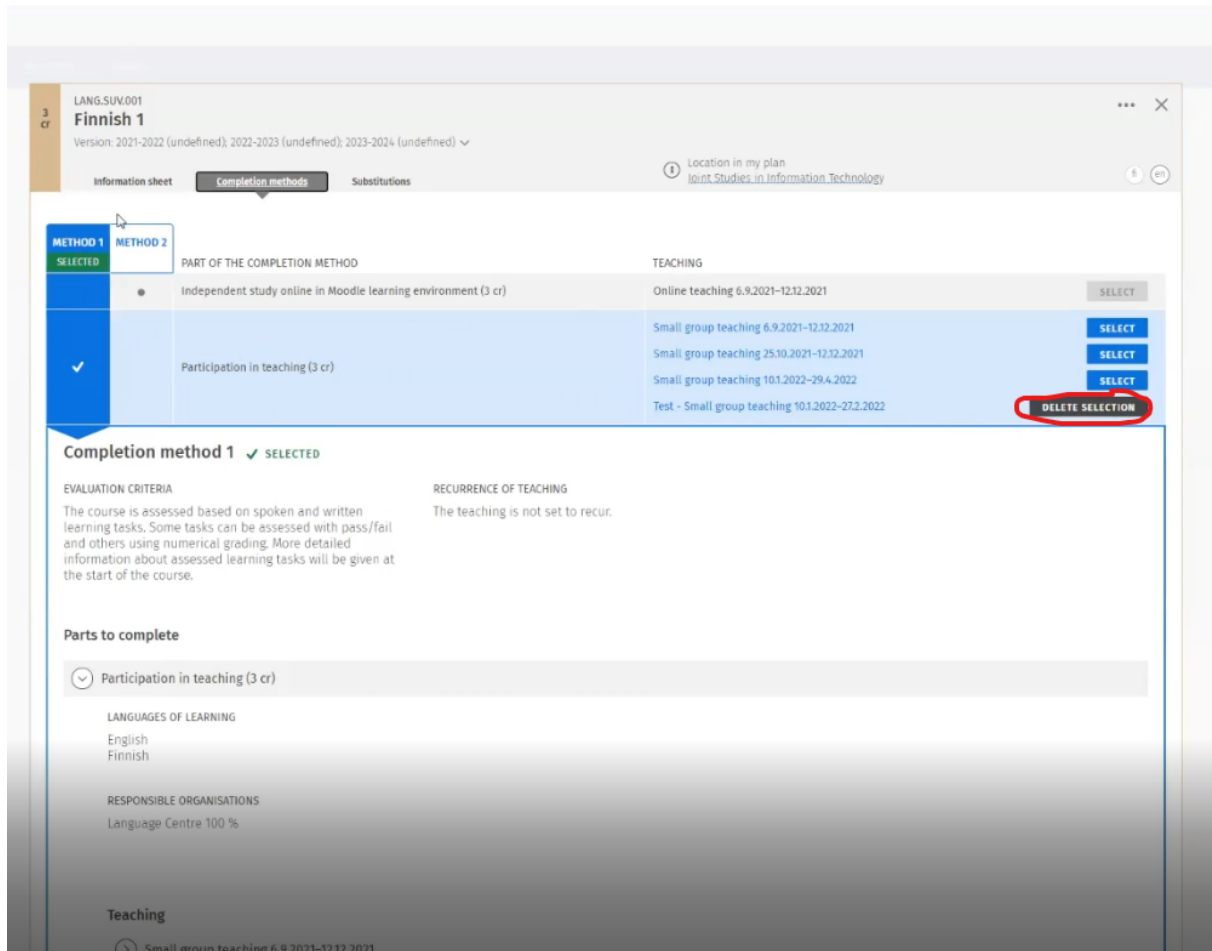 LANG.SUV.001
3
cr
Finnish 1
Version: 2021-2022 (undefined); 2022-2023 (undefined); 2023-2024 (undefined)
Location in my plan
Joint Studies in Information Technology
fi
en
Information sheet
Completion methods
Substitutions
METHOD 1
METHOD 2
SELECTED
PART OF THE COMPLETION METHOD
TEACHING
Independent study online in Moodle learning environment (3 cr)
Online teaching 6.9.2021–12.12.2021
SELECT
Participation in teaching (3 cr)
Small group teaching 6.9.2021–12.12.2021
SELECT
Small group teaching 25.10.2021–12.12.2021
SELECT
Small group teaching 10.1.2022–29.4.2022
SELECT
Test - Small group teaching 10.1.2022–27.2.2022
DELETE SELECTION
Completion method 1
SELECTED
EVALUATION CRITERIA
The course is assessed based on spoken and written
learning tasks. Some tasks can be assessed with pass/fail
and others using numerical grading. More detailed
information about assessed learning tasks will be given at
the start of the course.
RECURRENCE OF TEACHING
The teaching is not set to recur.
Parts to complete
Participation in teaching (3 cr)
LANGUAGES OF LEARNING
English
Finnish
RESPONSIBLE ORGANISATIONS
Language Centre 100 %
Teaching
Small group teaching 6.9.2021–12.12.2021